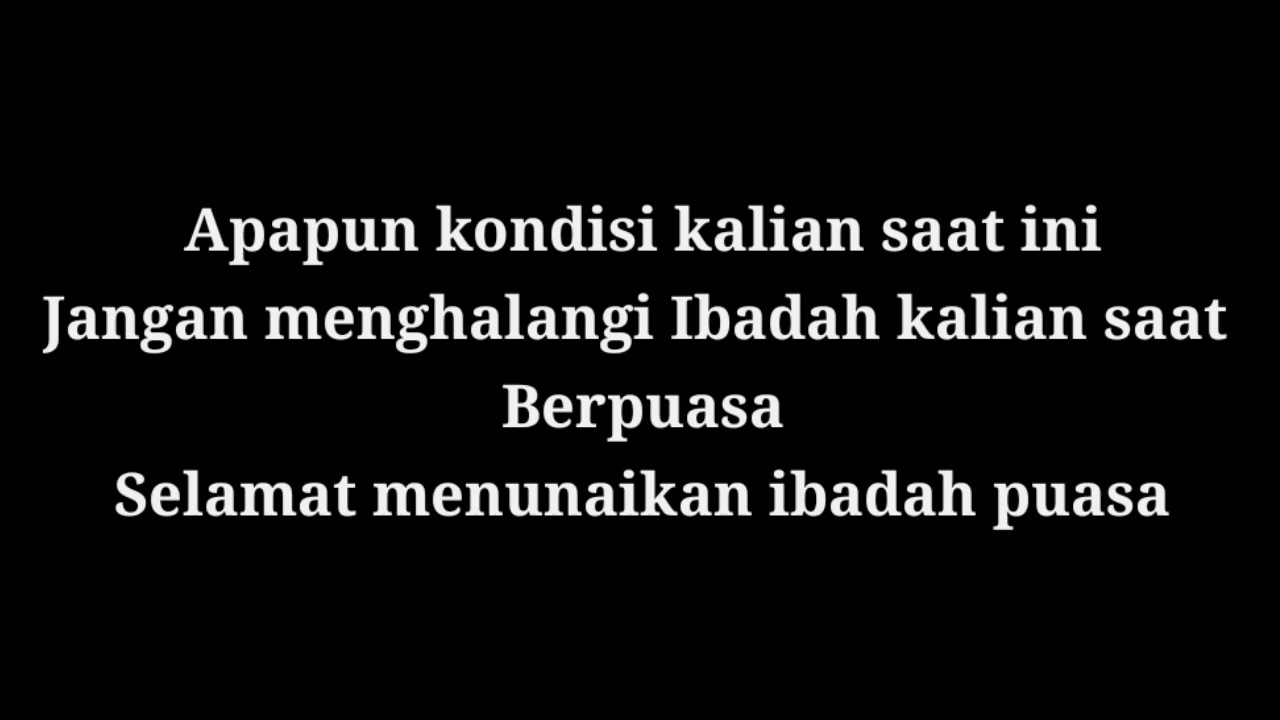 Apapun kondisi kalian saat ini
Jangan menghalangi Ibadah kalian saat
Berpuasa
Selamat menunaikan ibadah puasa